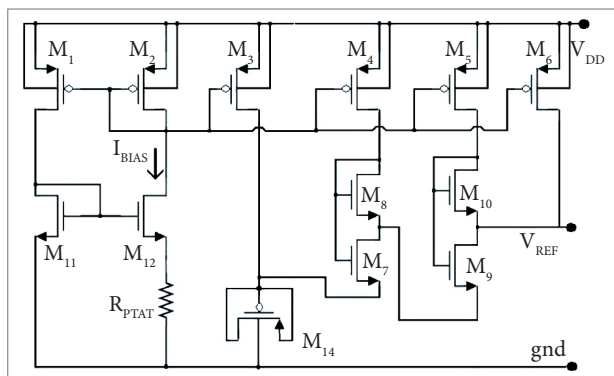 M1
M2
M3
M4
M5
M6
VDD
IBIAS
M8
M10
M11
M12
M7
M9
VREF
RPTAT
M14
gnd